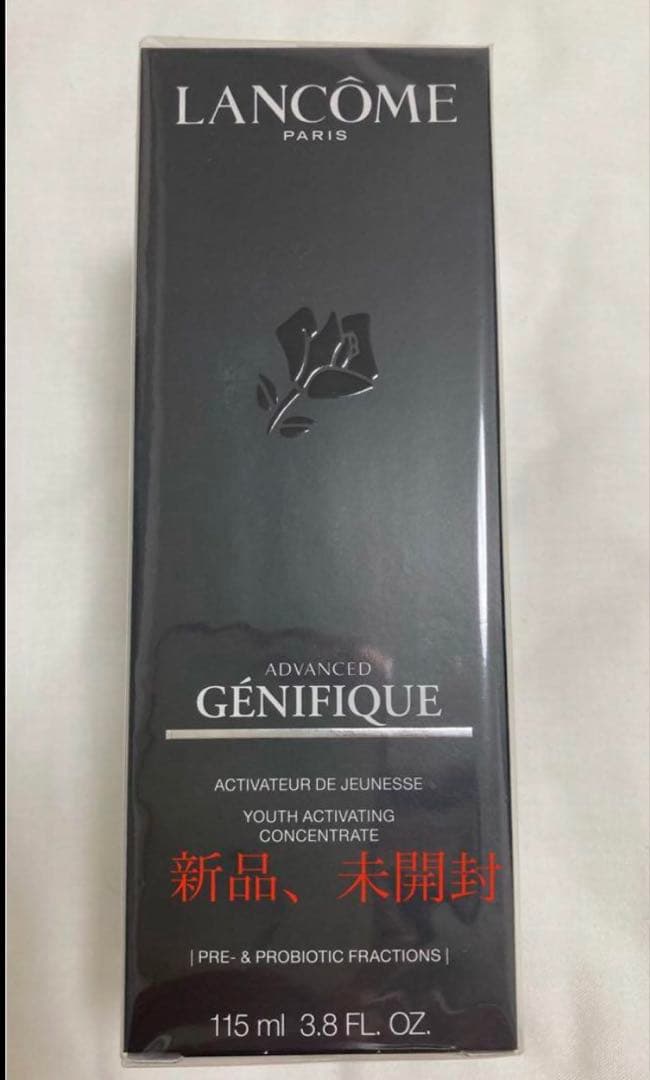 LANCÔME
PARIS
ADVANCED
GÉNIFIQUE
ACTIVATEUR DE JEUNESSE
YOUTH ACTIVATING
CONCENTRATE
新品、未開封
| PRE- & PROBIOTIC FRACTIONS |
115 ml 3.8 FL. OZ.